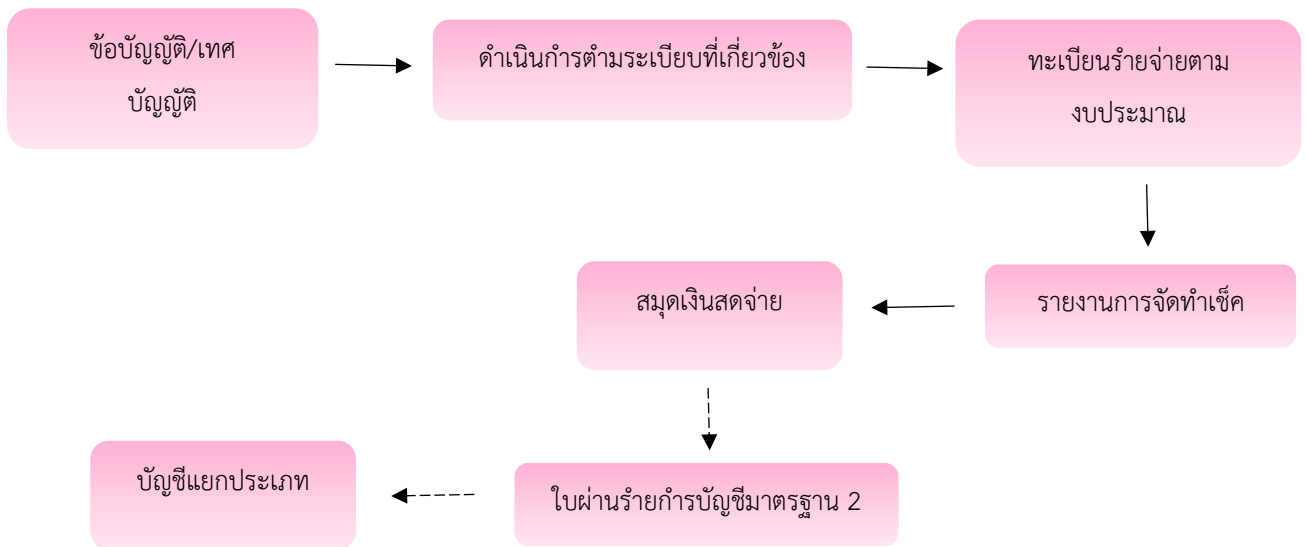 ข้อบัญญัติ/เทศ
บัญญัติ
ดำเนินกำรตำมระเบียบที่เกี่ยวข้อง
ทะเบียนรำยจ่ายตาม
งบประมาณ
รายงานการจัดทำเช็ค
สมุดเงินสดจ่าย
ใบผ่านรำยกำรบัญชีมาตรฐาน 2
บัญชีแยกประเภท